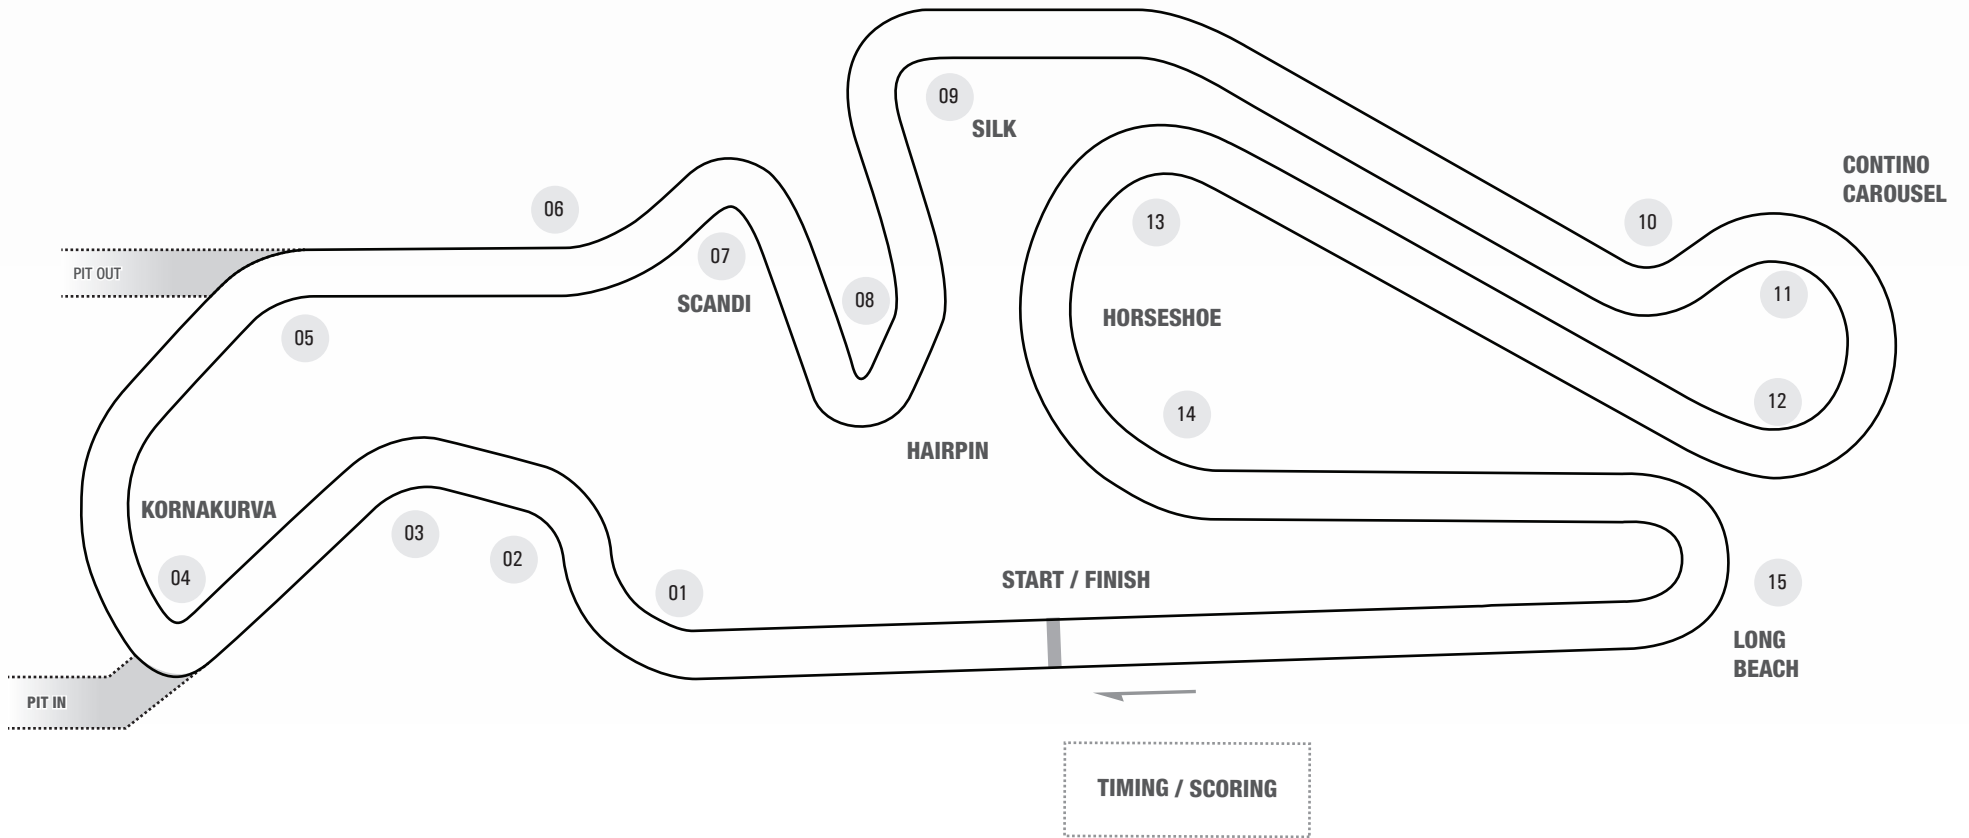 09
SILK
CONTINO
CAROUSEL
06
13
10
07
PIT OUT
SCANDI
08
11
HORSESHOE
05
12
14
HAIRPIN
KORNAKURVA
03
02
04
01
START / FINISH
15
LONG
BEACH
PIT IN
TIMING / SCORING